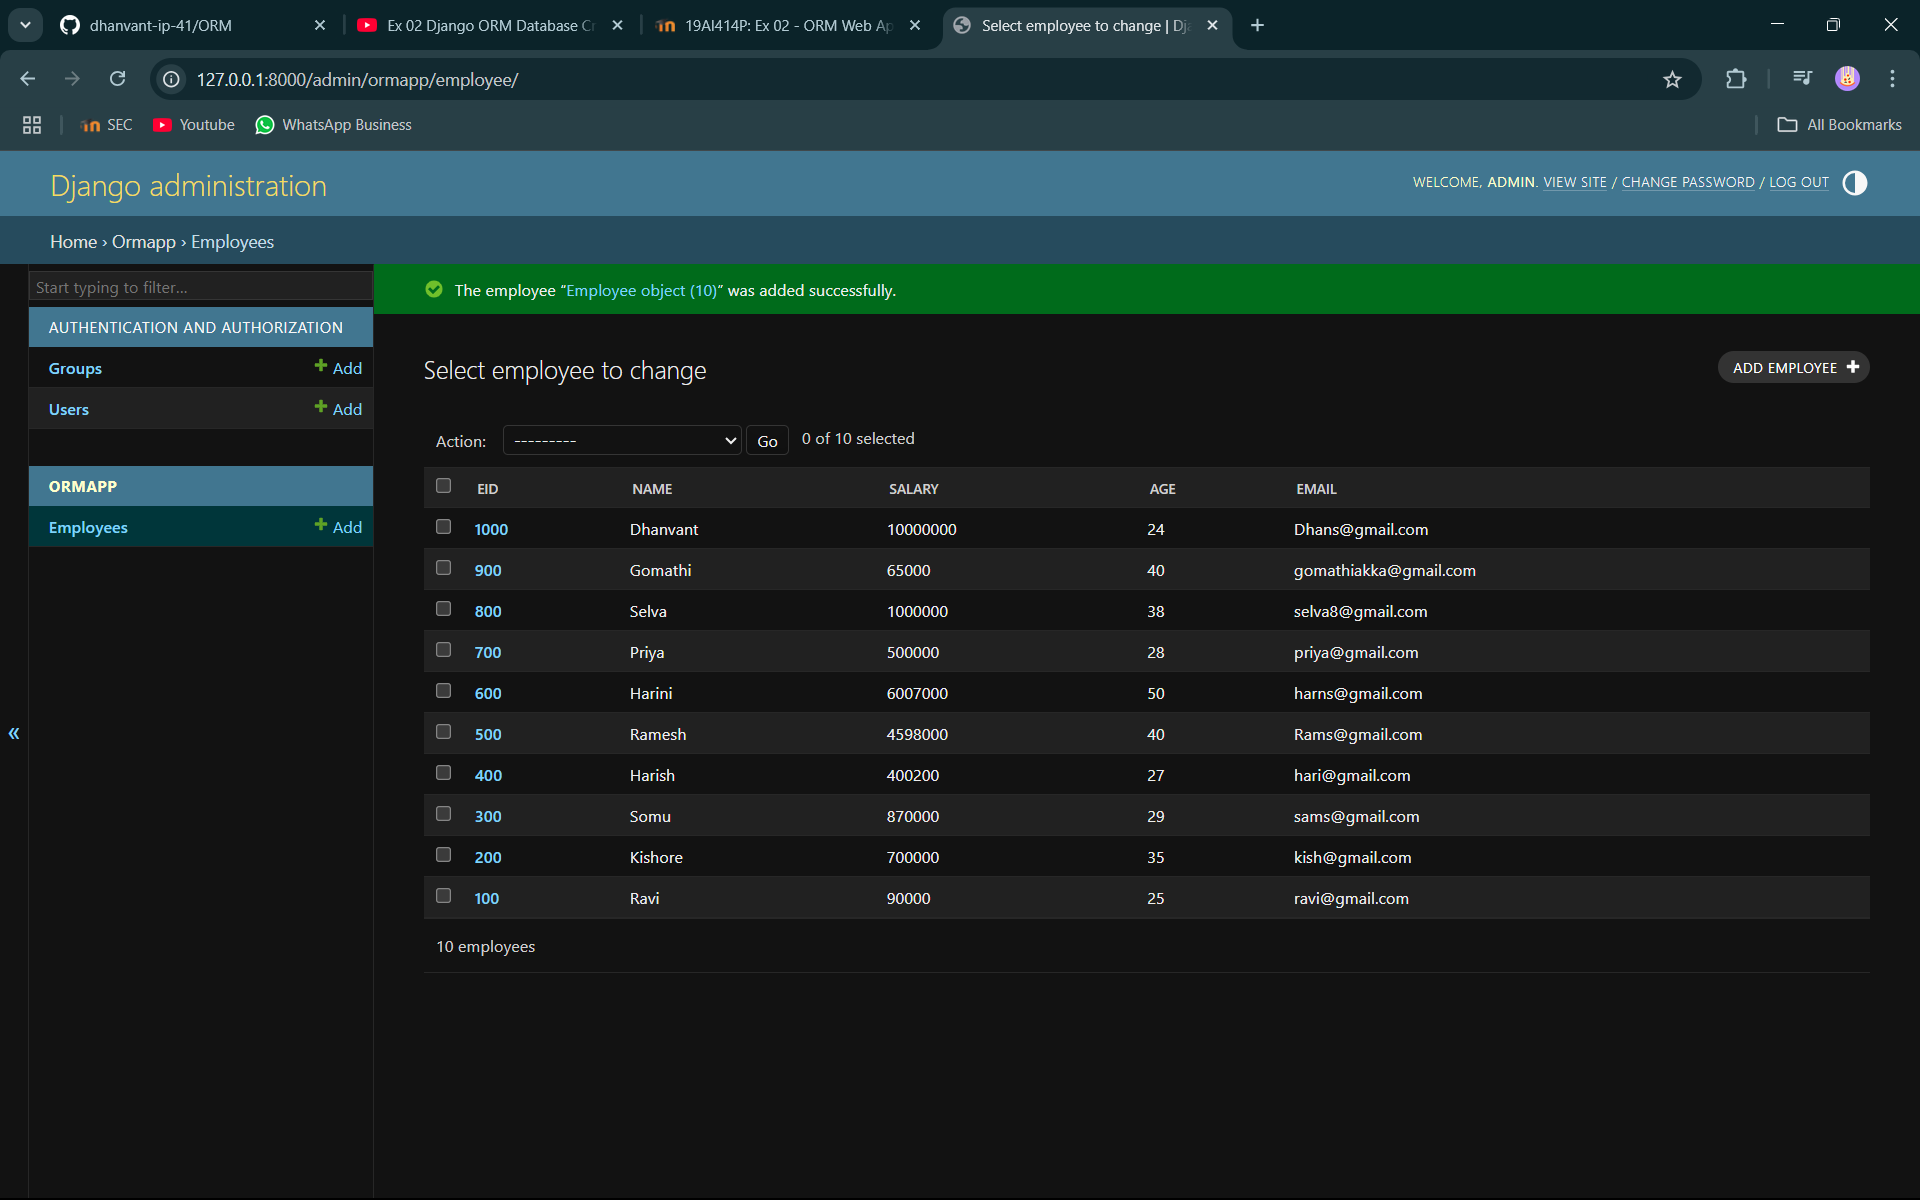 dhanvant-ip-41/ORM
Ex 02 Django ORM Database Cr
19AI414P: Ex 02 - ORM Web Ap
Select employee to change | Dja
127.0.0.1:8000/admin/ormapp/employee/
SEC
Youtube
WhatsApp Business
All Bookmarks
Django administration
WELCOME, ADMIN. VIEW SITE / CHANGE PASSWORD / LOG OUT
Home › Ormapp › Employees
Start typing to filter...
AUTHENTICATION AND AUTHORIZATION
Groups + Add
Users + Add
ORMAPP
Employees + Add
«
The employee “Employee object (10)” was added successfully.
Select employee to change
ADD EMPLOYEE +
Action: --------- Go 0 of 10 selected
EID NAME SALARY AGE EMAIL
1000 Dhanvant 10000000 24 Dhans@gmail.com
900 Gomathi 65000 40 gomathiakka@gmail.com
800 Selva 1000000 38 selva8@gmail.com
700 Priya 500000 28 priya@gmail.com
600 Harini 6007000 50 harns@gmail.com
500 Ramesh 4598000 40 Rams@gmail.com
400 Harish 400200 27 hari@gmail.com
300 Somu 870000 29 sams@gmail.com
200 Kishore 700000 35 kish@gmail.com
100 Ravi 90000 25 ravi@gmail.com
10 employees